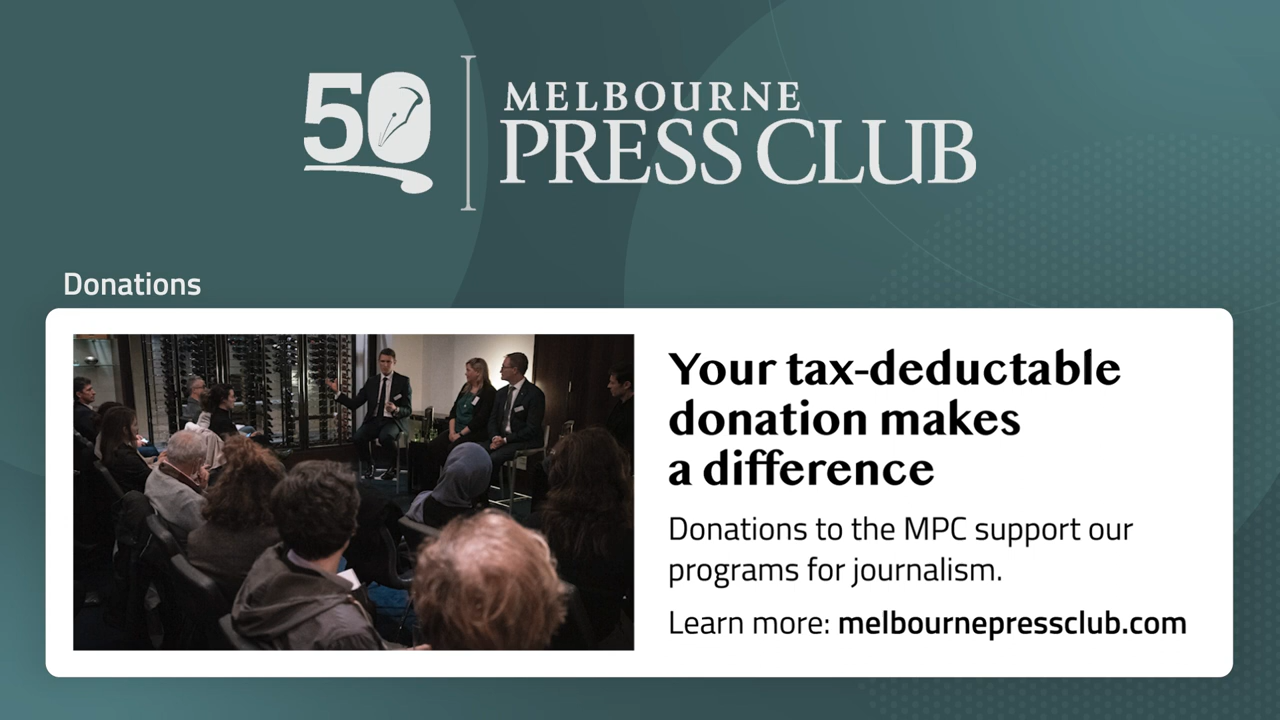 50
MELBOURNE
PRESS CLUB
Donations
Your tax-deductable
donation makes
a difference
Donations to the MPC support our
programs for journalism.
Learn more: melbournepressclub.com